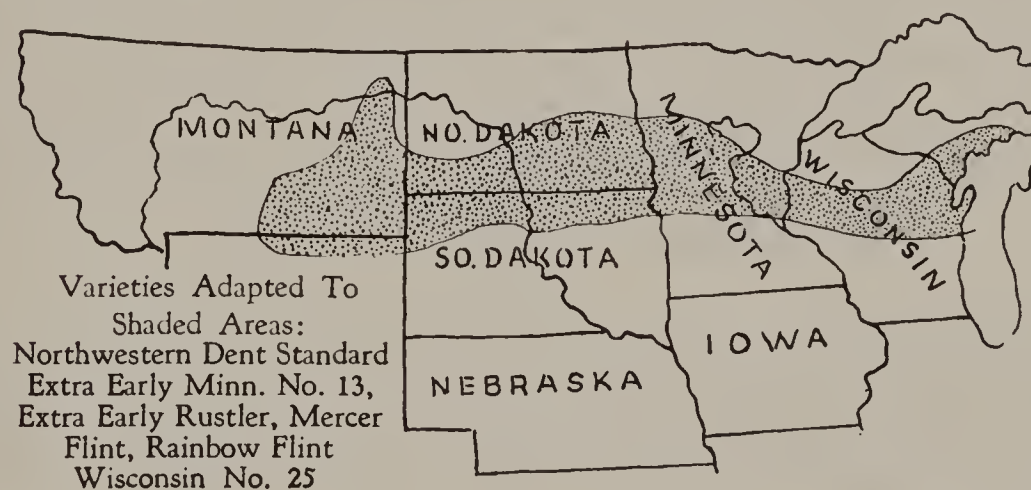 MONTANA
NO. DAKOTA
MINNESOTA
WISCONSIN
SO. DAKOTA
IOWA
NEBRASKA
Varieties Adapted To
Shaded Areas:
Northwestern Dent Standard
Extra Early Minn. No. 13,
Extra Early Rustler, Mercer
Flint, Rainbow Flint
Wisconsin No. 25